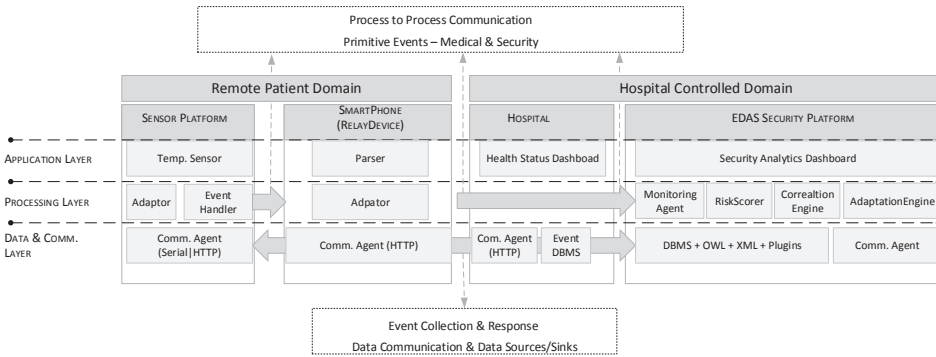 Process to Process Communication
Primitive Events – Medical & Security
Remote Patient Domain
Hospital Controlled Domain
SENSOR PLATFORM
SMARTPHONE
(RELAYDEVICE)
HOSPITAL
EDAS SECURITY PLATFORM
APPLICATION LAYER
Temp. Sensor
Parser
Health Status Dashboad
Security Analytics Dashboard
PROCESSING LAYER
Adaptor
Event
Handler
Adpator
Monitoring
Agent
RiskScorer
Correaltion
Engine
AdaptationEngine
DATA & COMM.
LAYER
Comm. Agent
(Serial|HTTP)
Comm. Agent (HTTP)
Com. Agent
(HTTP)
Event
DBMS
DBMS + OWL + XML + Plugins
Comm. Agent
Event Collection & Response
Data Communication & Data Sources/Sinks